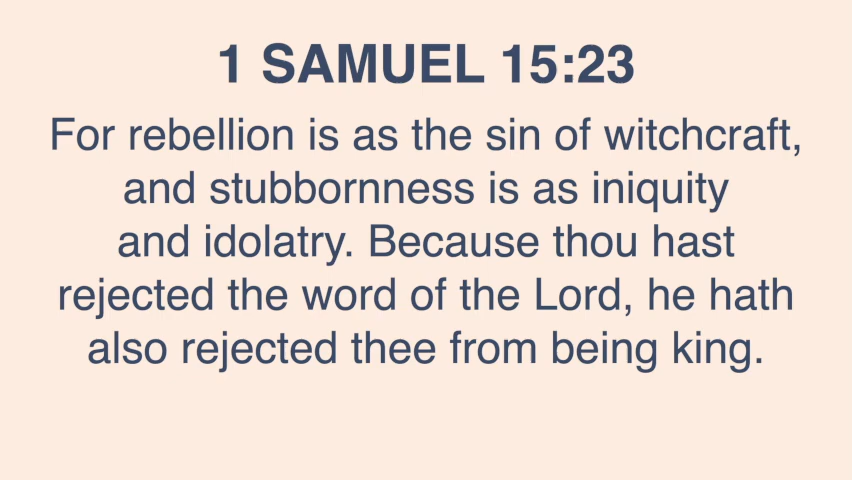 1 SAMUEL 15:23
For rebellion is as the sin of witchcraft,
and stubbornness is as iniquity
and idolatry. Because thou hast
rejected the word of the Lord, he hath
also rejected thee from being king.